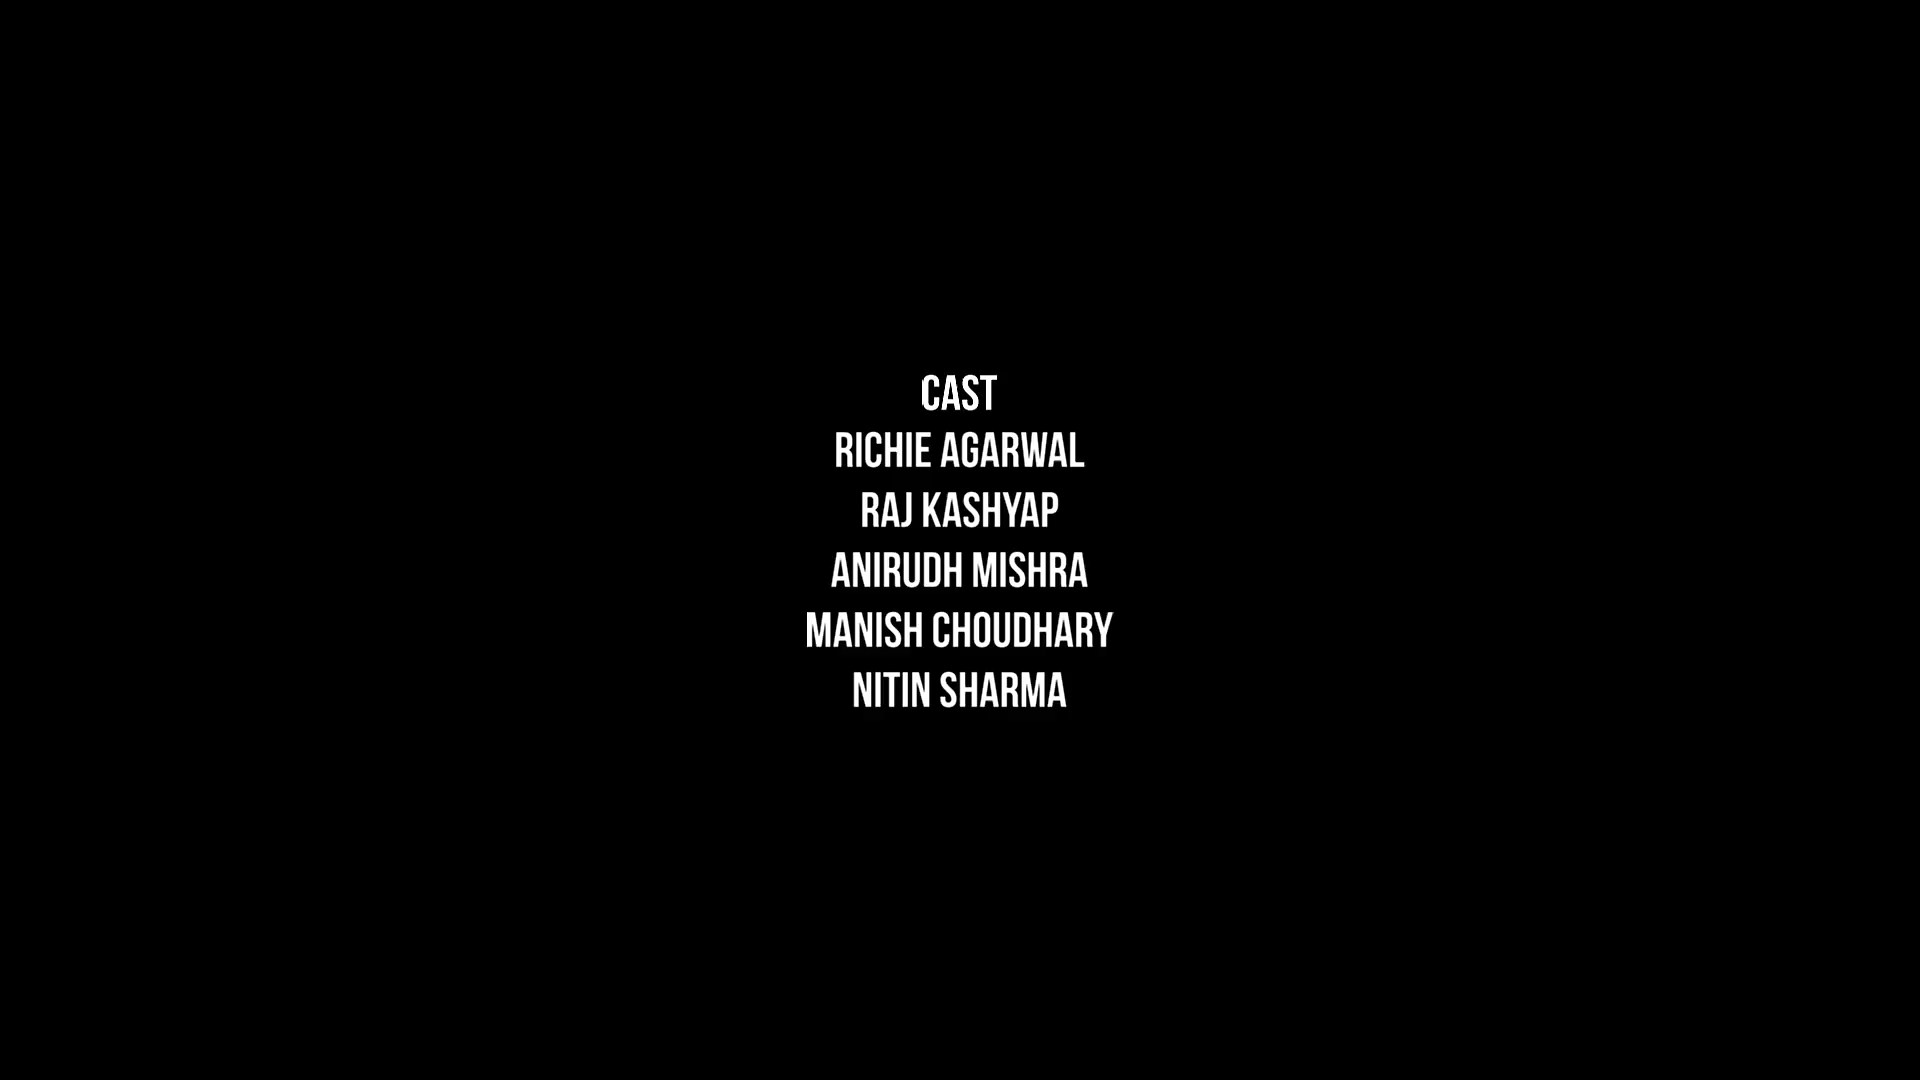 CAST
RICHIE AGARWAL
RAJ KASHYAP
ANIRUDH MISHRA
MANISH CHOUDHARY
NITIN SHARMA